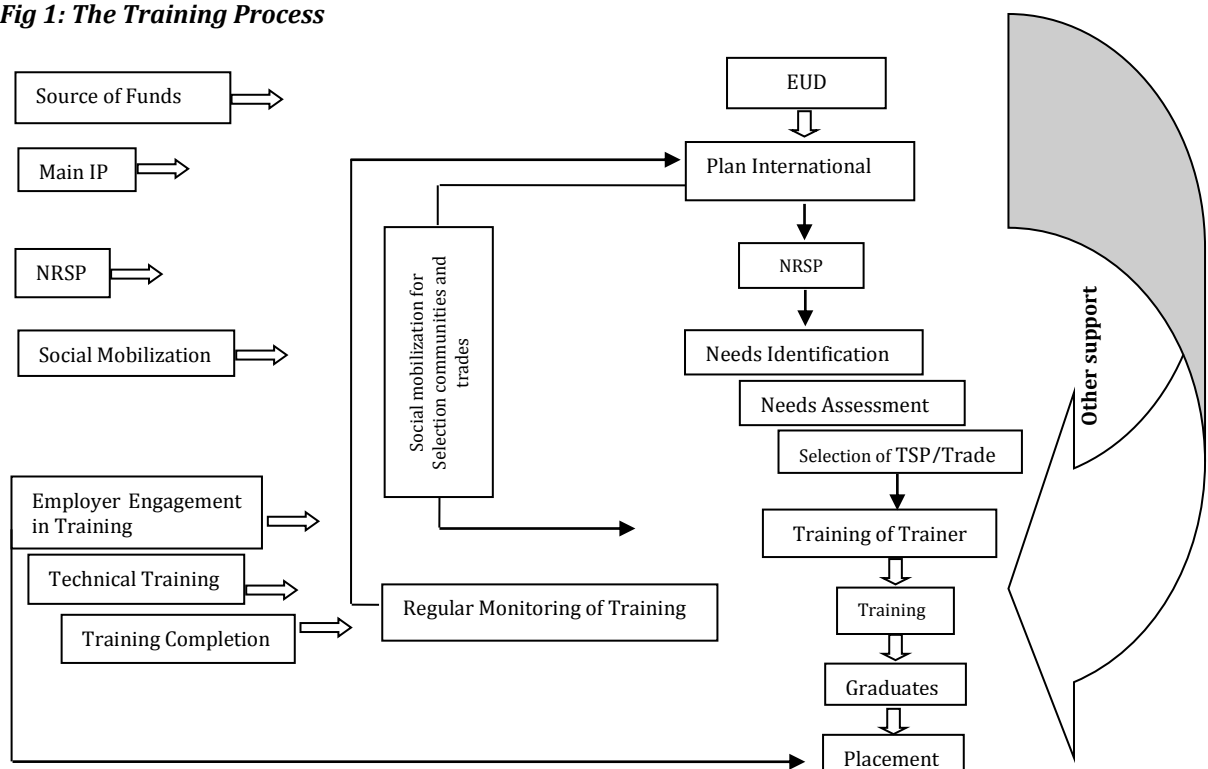 Fig 1: The Training Process
Source of Funds
EUD
Main IP
Plan International
NRSP
NRSP
Social Mobilization
Social mobilization for
Selection communities and
trades
Needs Identification
Needs Assessment
Selection of TSP/Trade
Other support
Employer Engagement
in Training
Training of Trainer
Technical Training
Regular Monitoring of Training
Training
Training Completion
Graduates
Placement